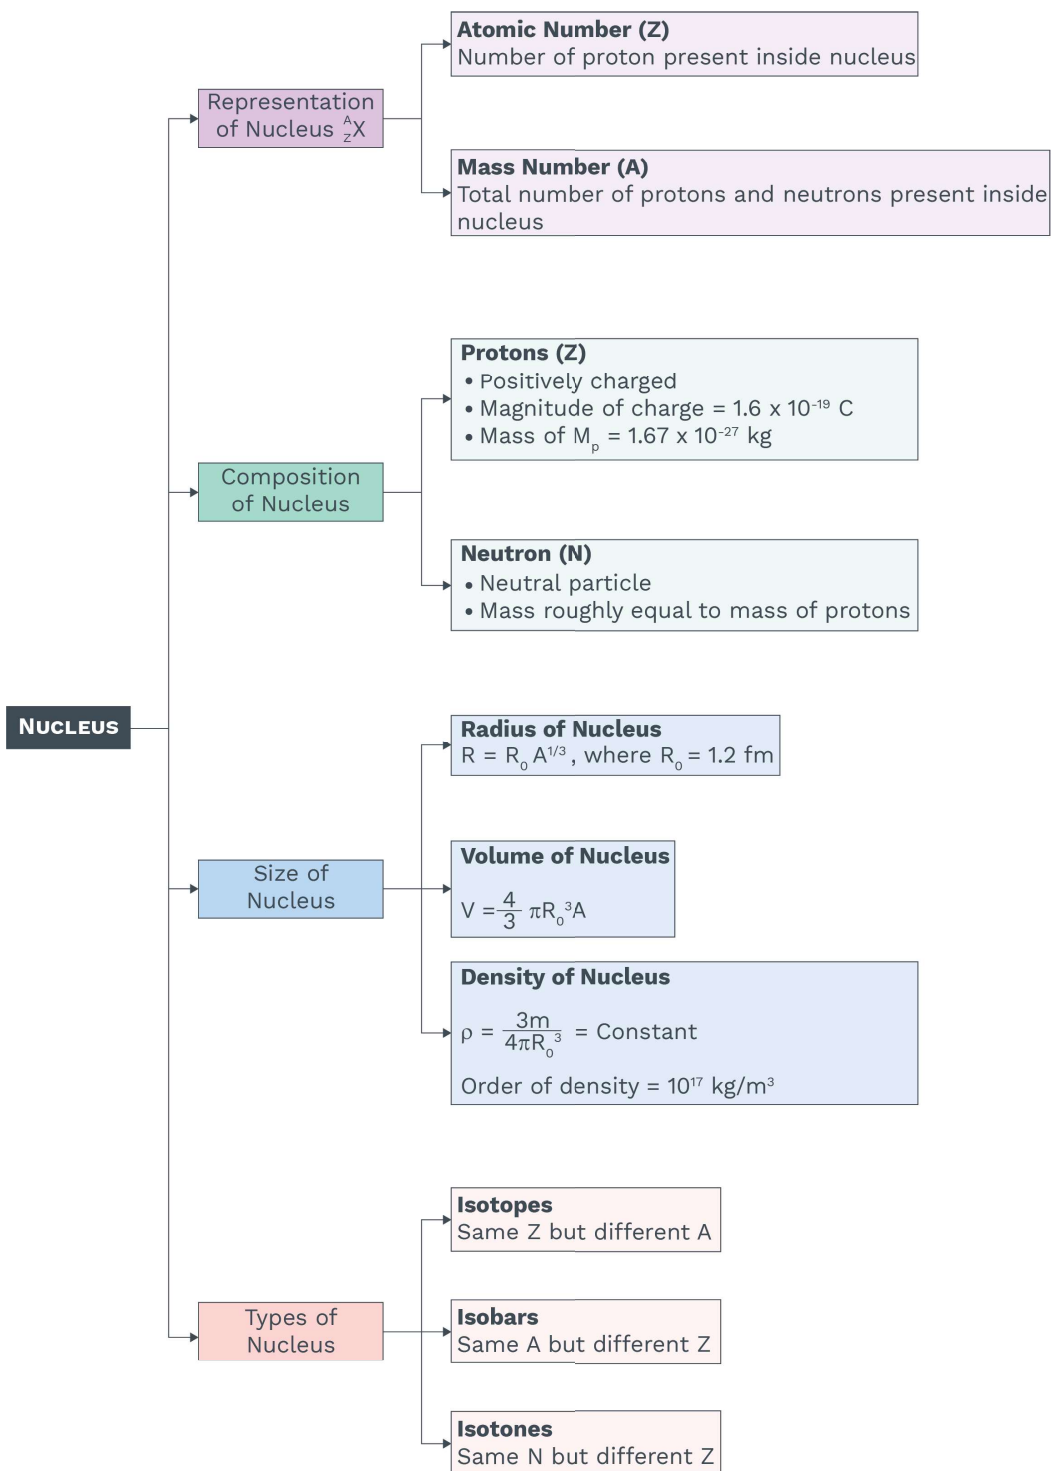 Atomic Number (Z)
Number of proton present inside nucleus
Representation
of Nucleus ᴬ_ZX
Mass Number (A)
Total number of protons and neutrons present inside
nucleus
Protons (Z)
• Positively charged
• Magnitude of charge = 1.6 x 10⁻¹⁹ C
• Mass of Mₚ = 1.67 x 10⁻²⁷ kg
Composition
of Nucleus
Neutron (N)
• Neutral particle
• Mass roughly equal to mass of protons
NUCLEUS
Radius of Nucleus
R = R₀ A¹ᐟ³, where R₀ = 1.2 fm
Size of
Nucleus
Volume of Nucleus
V = 4/3 πR₀³A
Density of Nucleus
ρ = 3m/4πR₀³ = Constant
Order of density = 10¹⁷ kg/m³
Isotopes
Same Z but different A
Types of
Nucleus
Isobars
Same A but different Z
Isotones
Same N but different Z